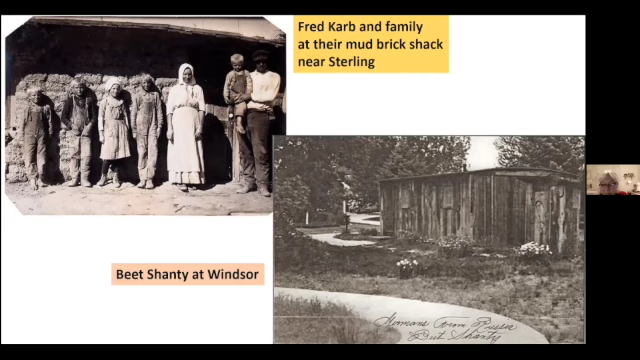 Fred Karb and family
at their mud brick shack
near Sterling
Beet Shanty at Windsor
Germans From Russia
Beet Shanty